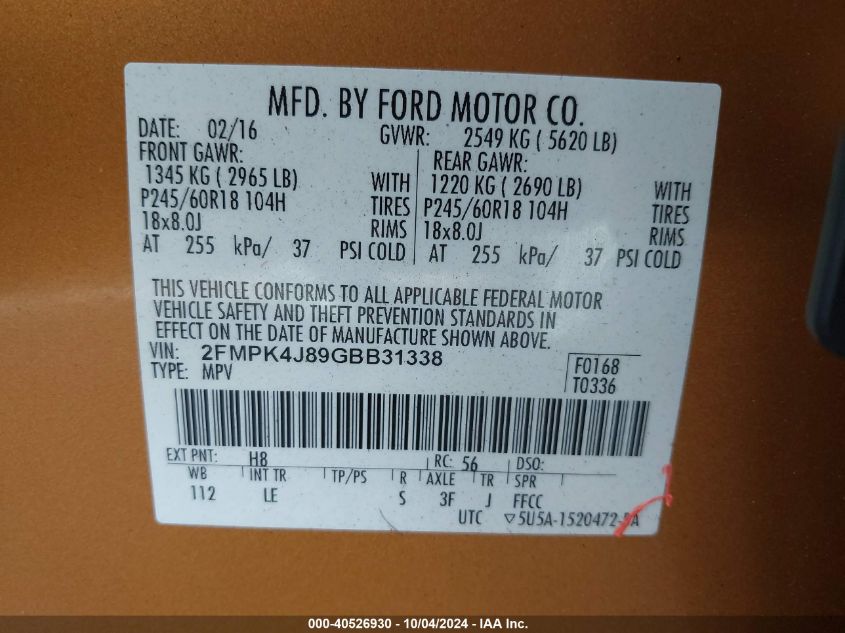 MFD. BY FORD MOTOR CO.
DATE: 02/16 GVWR: 2549 KG ( 5620 LB)
FRONT GAWR: REAR GAWR:
1345 KG ( 2965 LB) WITH 1220 KG ( 2690 LB) WITH
P245/60R18 104H TIRES P245/60R18 104H TIRES
18x8.0J RIMS 18x8.0J RIMS
AT 255 kPa/ 37 PSI COLD AT 255 kPa/ 37 PSI COLD
THIS VEHICLE CONFORMS TO ALL APPLICABLE FEDERAL MOTOR
VEHICLE SAFETY AND THEFT PREVENTION STANDARDS IN
EFFECT ON THE DATE OF MANUFACTURE SHOWN ABOVE.
VIN: 2FMPK4J89GBB31338 F0168
TYPE: MPV T0336
EXT PNT: H8 RC: 56 DSO:
WB INT TR TP/PS R AXLE TR SPR
112 LE S 3F J FFCC
UTC ▽5U5A-1520472-
000-40526930 - 10/04/2024 - IAA Inc.